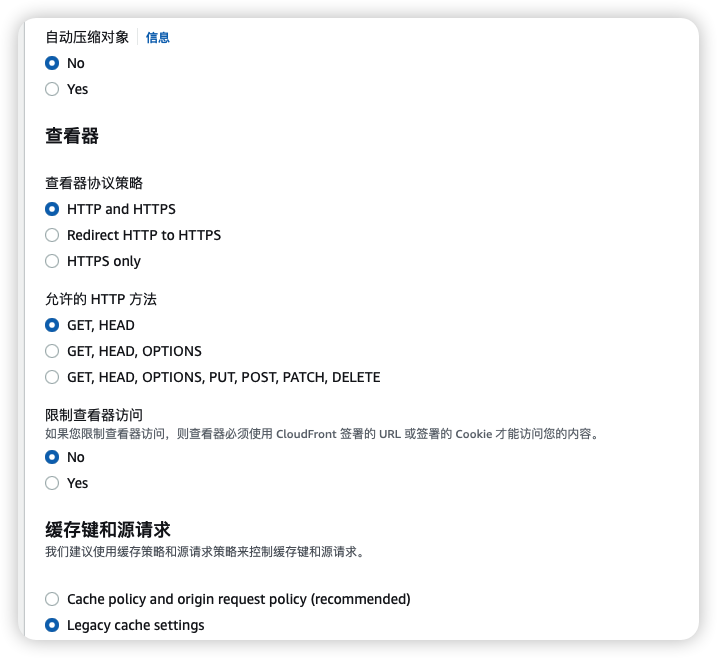 自动压缩对象 信息
No
Yes
查看器
查看器协议策略
HTTP and HTTPS
Redirect HTTP to HTTPS
HTTPS only
允许的 HTTP 方法
GET, HEAD
GET, HEAD, OPTIONS
GET, HEAD, OPTIONS, PUT, POST, PATCH, DELETE
限制查看器访问
如果您限制查看器访问，则查看器必须使用 CloudFront 签署的 URL 或签署的 Cookie 才能访问您的内容。
No
Yes
缓存键和源请求
我们建议使用缓存策略和源请求策略来控制缓存键和源请求。
Cache policy and origin request policy (recommended)
Legacy cache settings